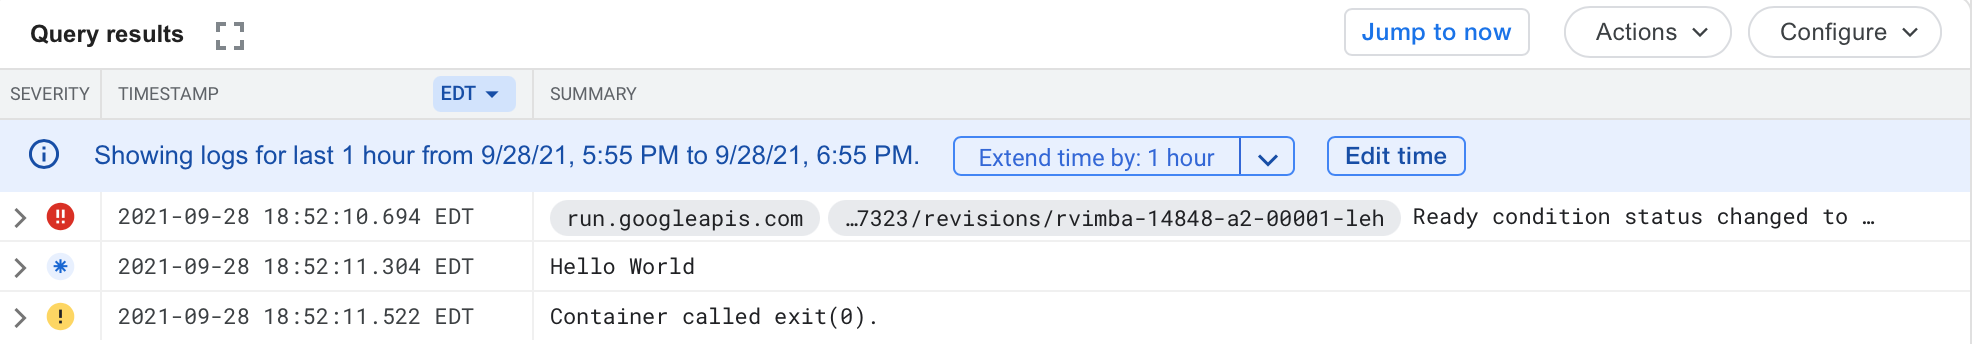 Query results Jump to now Actions Configure
SEVERITY TIMESTAMP EDT SUMMARY
Showing logs for last 1 hour from 9/28/21, 5:55 PM to 9/28/21, 6:55 PM. Extend time by: 1 hour Edit time
!! 2021-09-28 18:52:10.694 EDT run.googleapis.com …7323/revisions/rvimba-14848-a2-00001-leh Ready condition status changed to …
2021-09-28 18:52:11.304 EDT Hello World
! 2021-09-28 18:52:11.522 EDT Container called exit(0).